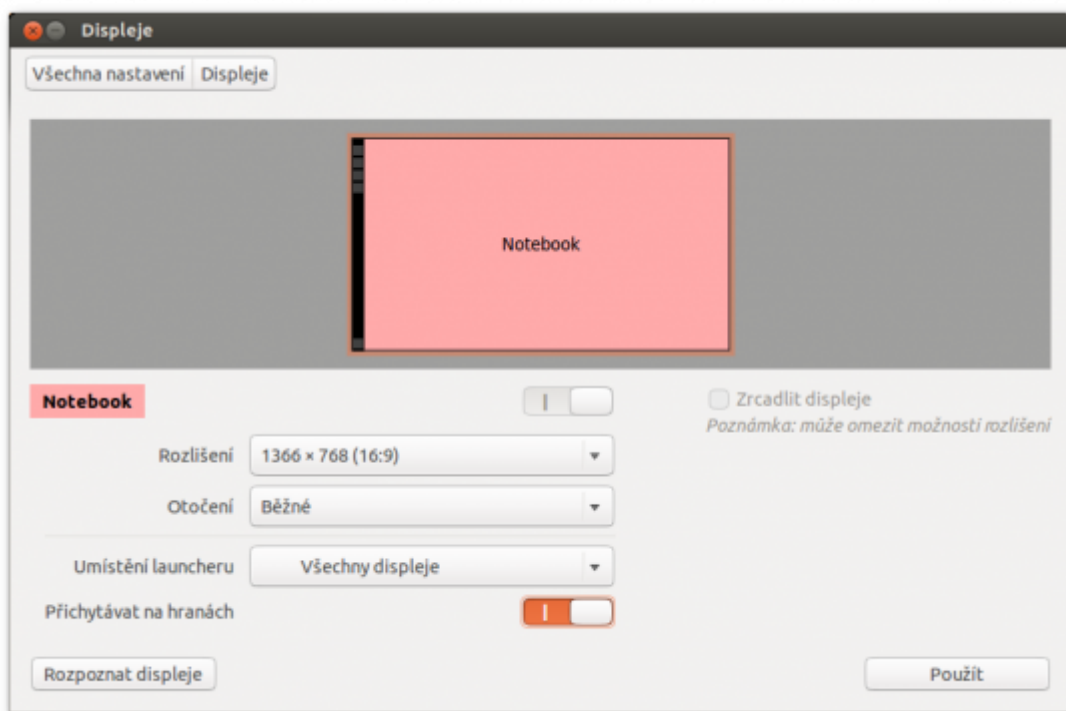 Displeje
Všechna nastavení Displeje
Notebook
Notebook
Zrcadlit displeje
Poznámka: může omezit možnosti rozlišení
Rozlišení 1366 × 768 (16:9)
Otočení Běžné
Umístění launcheru Všechny displeje
Přichytávat na hranách
Rozpoznat displeje Použít